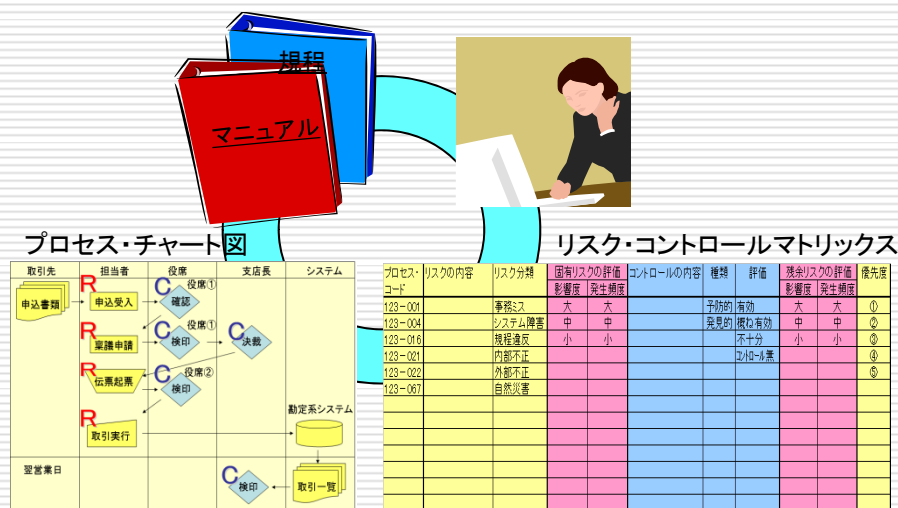 規程
マニュアル
プロセス・チャート図
リスク・コントロールマトリックス
取引先 担当者 役席 支店長 システム
申込書類
R 申込受入
C 役席① 確認
R 稟議申請
C 役席① 検印
C 決裁
R 伝票起票
C 役席② 検印
R 取引実行
勘定系システム
翌営業日
C 検印
取引一覧
プロセス・コード リスクの内容 リスク分類 固有リスクの評価 コントロールの内容 種類 評価 残余リスクの評価 優先度
影響度 発生頻度 影響度 発生頻度
123-001 事務ミス 大 大 予防的 有効 大 大 ①
123-004 システム障害 中 中 発見的 概ね有効 中 中 ②
123-016 規程違反 小 小 不十分 小 小 ③
123-021 内部不正 コントロール無 ④
123-022 外部不正 ⑤
123-067 自然災害